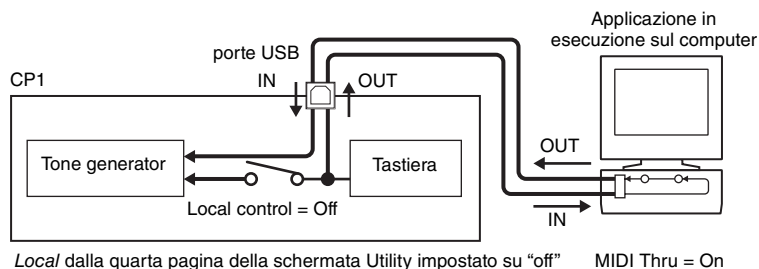 Applicazione in
esecuzione sul computer
porte USB
CP1
IN
OUT
Tone generator
Tastiera
OUT
Local control = Off
IN
Local dalla quarta pagina della schermata Utility impostato su “off”
MIDI Thru = On